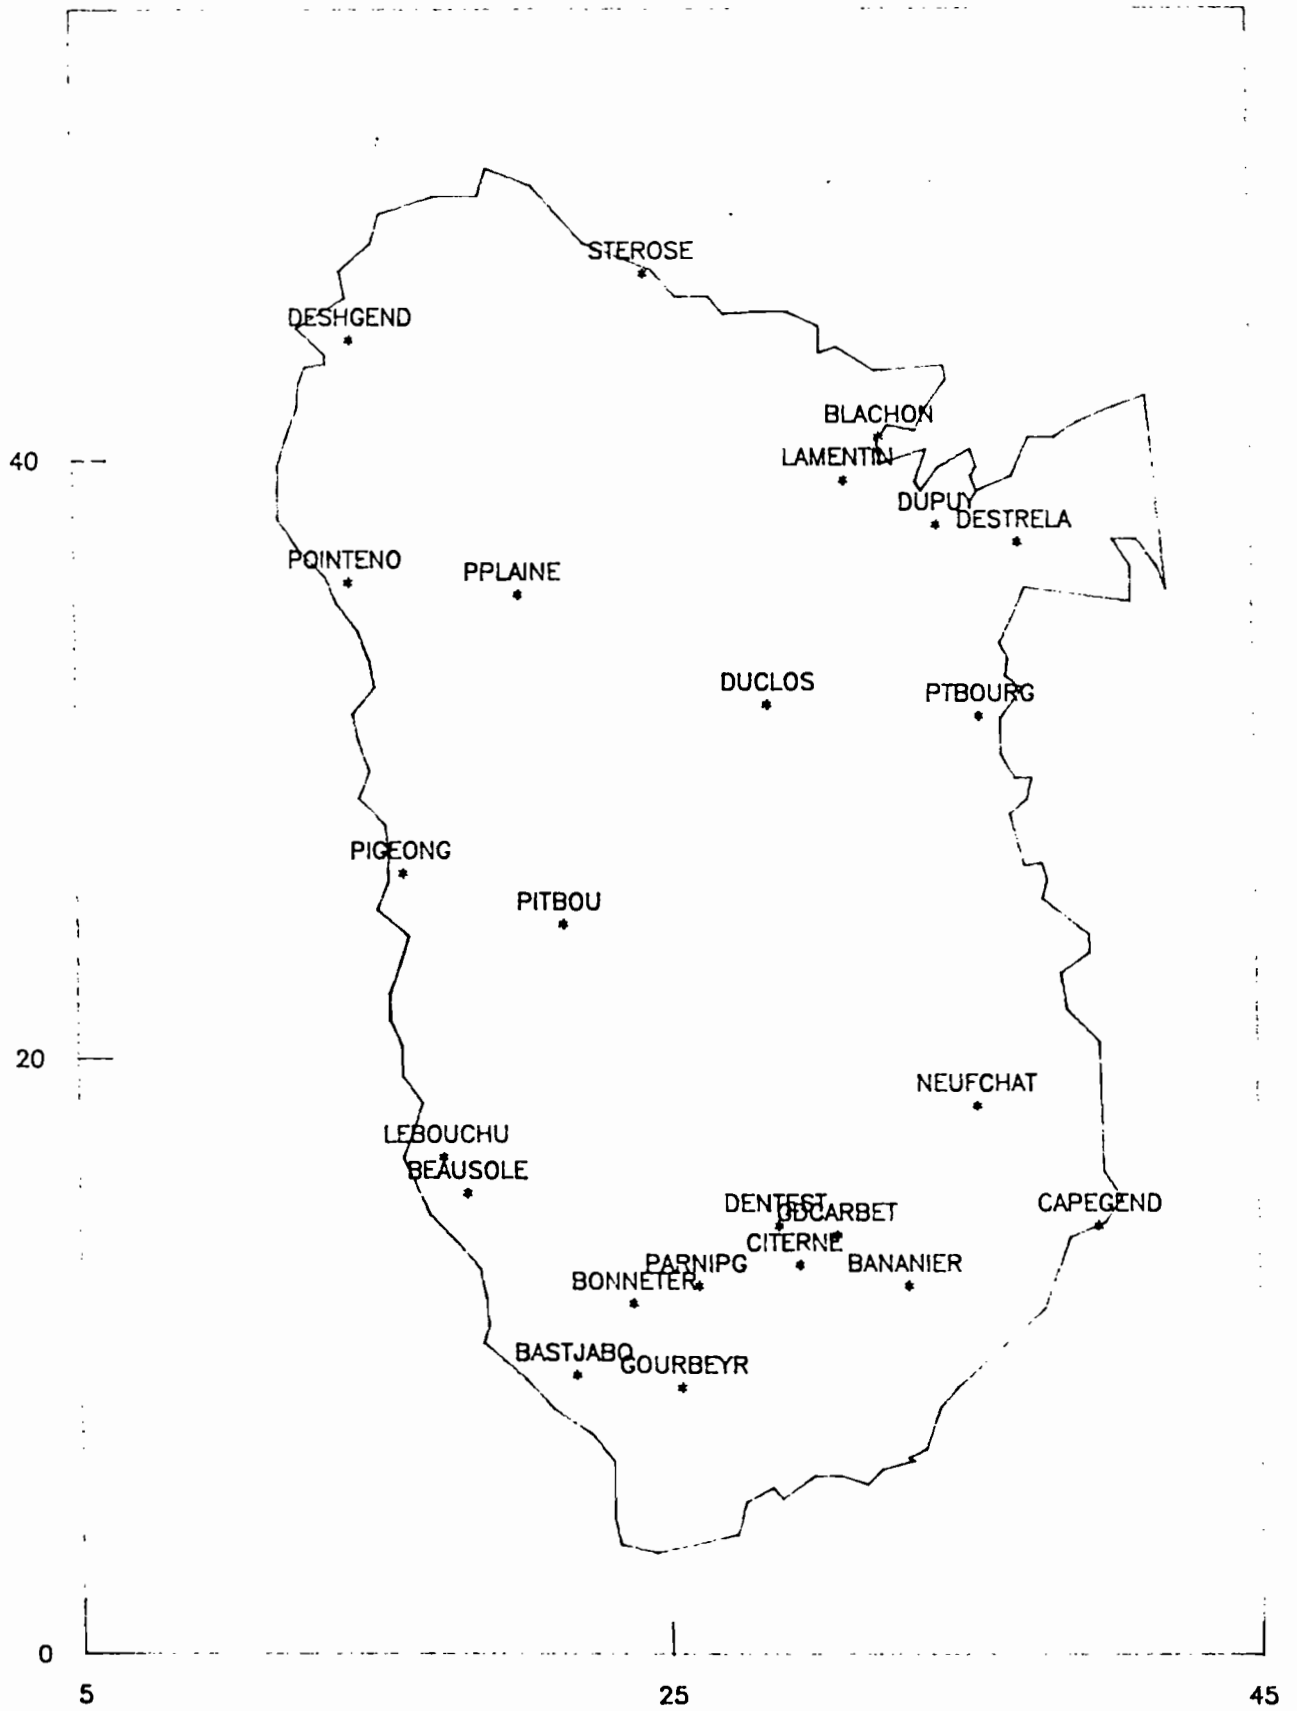 STEROSE
DESHGEND
BLACHON
LAMENTIN
40
DUPUY
DESTRELA
POINTENO
PPLAINE
DUCLOS
PTBOURG
PIGEONG
PITBOU
20
NEUFCHAT
LEBOUCHU
BEAUSOLE
DENTEST
GDCARBET
CAPEGEND
CITERNE
PARNIPG
BANANIER
BONNETER
BASTJABO
GOURBEYR
0
5 25 45